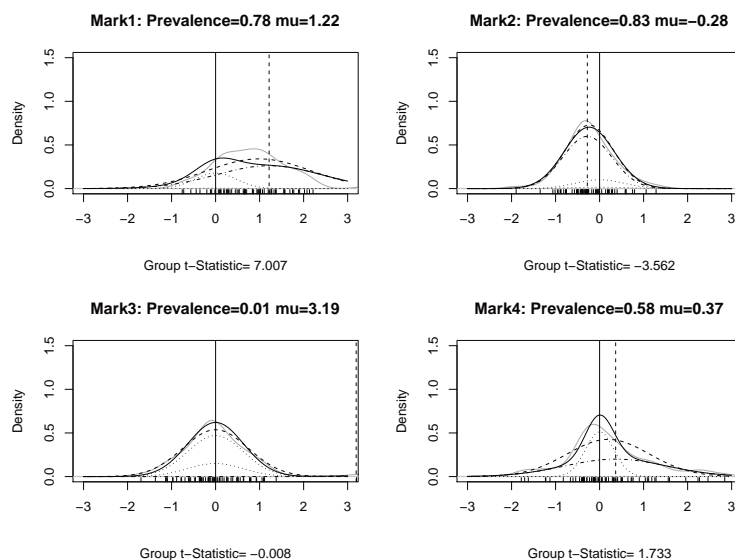 Mark1: Prevalence=0.78 mu=1.22
Density
0.0 0.5 1.0 1.5
−3 −2 −1 0 1 2 3
Group t−Statistic= 7.007
Mark2: Prevalence=0.83 mu=−0.28
Density
0.0 0.5 1.0 1.5
−3 −2 −1 0 1 2 3
Group t−Statistic= −3.562
Mark3: Prevalence=0.01 mu=3.19
Density
0.0 0.5 1.0 1.5
−3 −2 −1 0 1 2 3
Group t−Statistic= −0.008
Mark4: Prevalence=0.58 mu=0.37
Density
0.0 0.5 1.0 1.5
−3 −2 −1 0 1 2 3
Group t−Statistic= 1.733